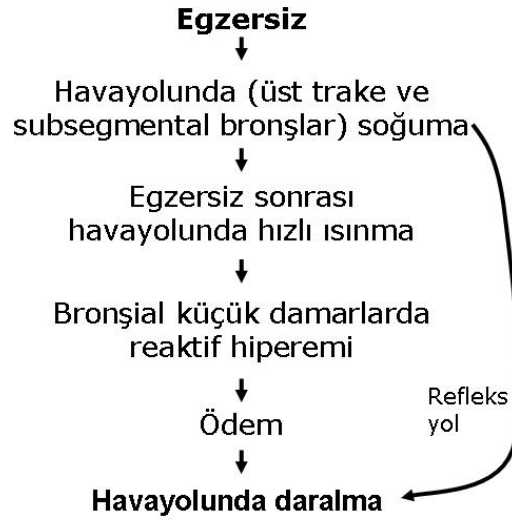 Egzersiz
Havayolunda (üst trake ve
subsegmental bronşlar) soğuma
Egzersiz sonrası
havayolunda hızlı ısınma
Bronşial küçük damarlarda
reaktif hiperemi
Refleks
yol
Ödem
Havayolunda daralma